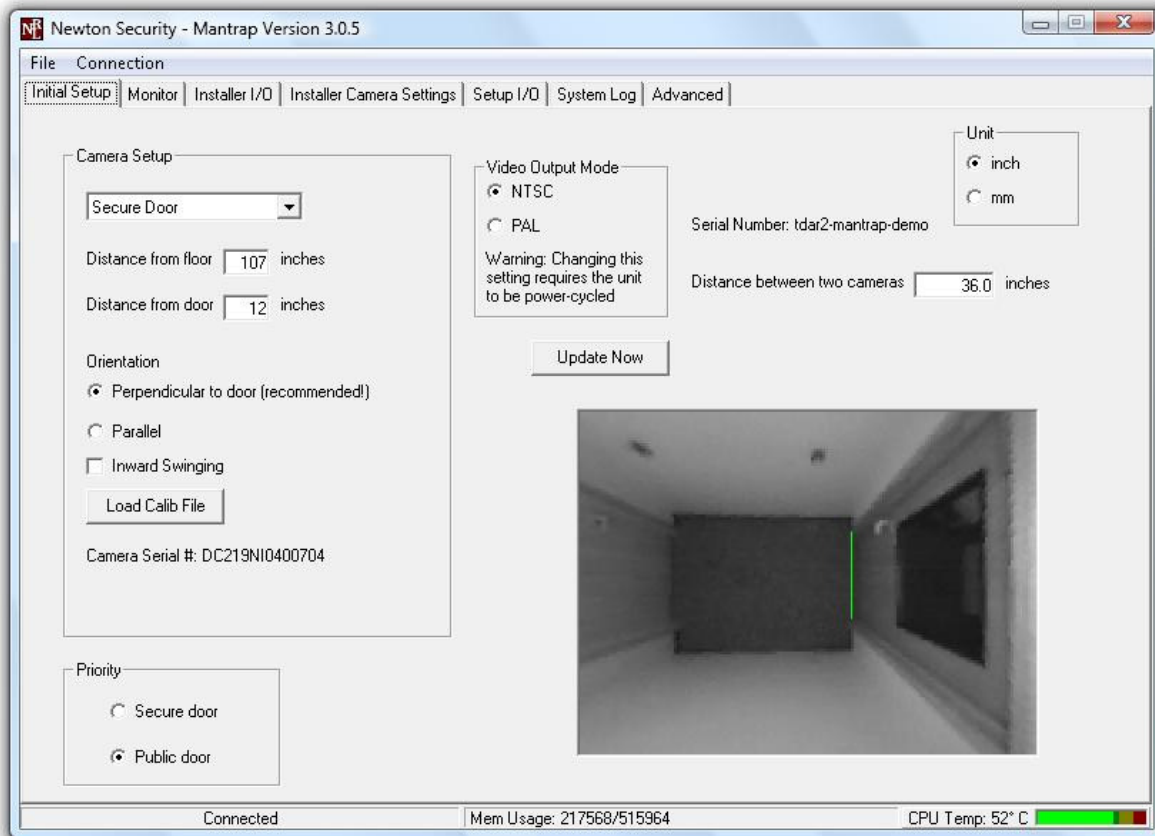 Newton Security - Mantrap Version 3.0.5
File Connection
Initial Setup Monitor Installer I/O Installer Camera Settings Setup I/O System Log Advanced
Camera Setup
Secure Door
Distance from floor 107 inches
Distance from door 12 inches
Orientation
Perpendicular to door (recommended!)
Parallel
Inward Swinging
Load Calib File
Camera Serial #: DC219NI0400704
Priority
Secure door
Public door
Video Output Mode
NTSC
PAL
Warning: Changing this
setting requires the unit
to be power-cycled
Update Now
Unit
inch
mm
Serial Number: tdar2-mantrap-demo
Distance between two cameras 36.0 inches
Connected Mem Usage: 217568/515964 CPU Temp: 52° C